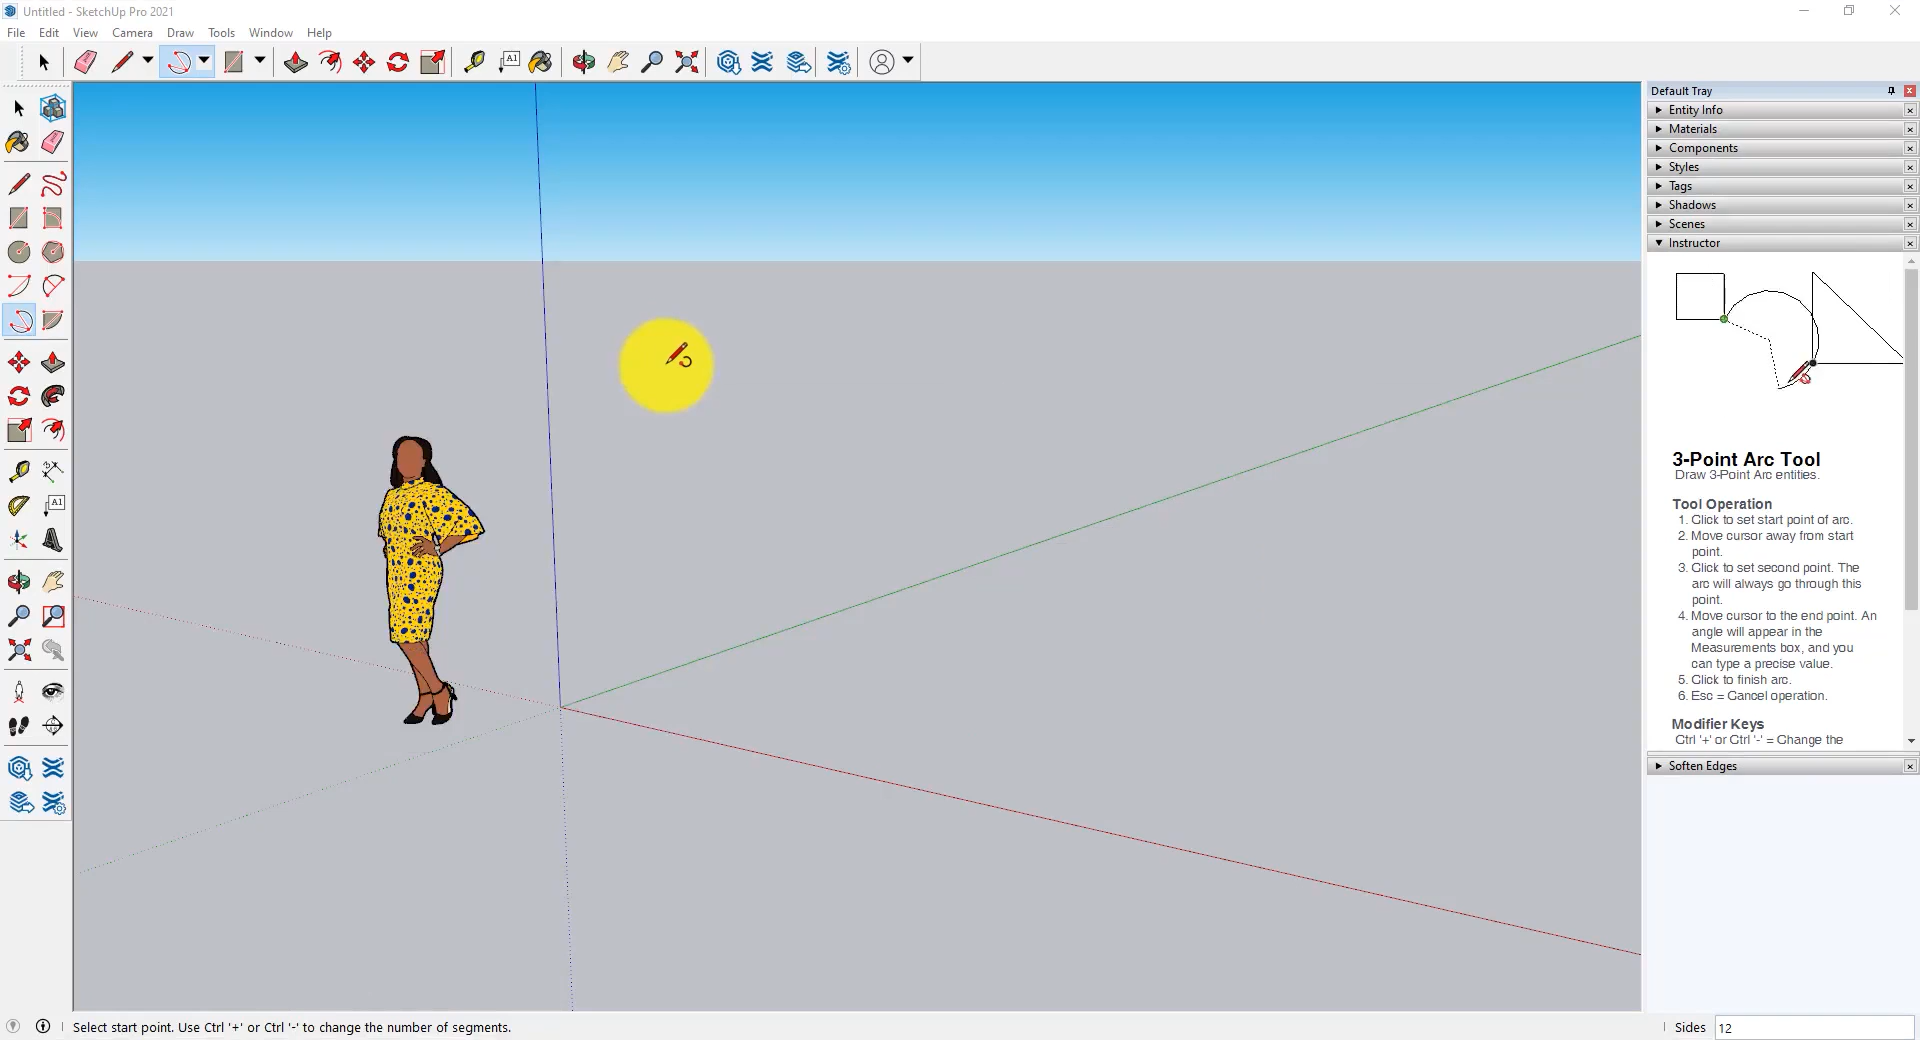 Untitled - SketchUp Pro 2021
File Edit View Camera Draw Tools Window Help
A1
Default Tray
Entity Info
Materials
Components
Styles
Tags
Shadows
Scenes
Instructor
3-Point Arc Tool
Draw 3-Point Arc entities.
Tool Operation
1. Click to set start point of arc.
2. Move cursor away from start
point.
3. Click to set second point. The
arc will always go through this
point.
4. Move cursor to the end point. An
angle will appear in the
Measurements box, and you
can type a precise value.
5. Click to finish arc.
6. Esc = Cancel operation.
Modifier Keys
Ctrl '+' or Ctrl '-' = Change the
Soften Edges
A1
Select start point. Use Ctrl '+' or Ctrl '-' to change the number of segments.
Sides 12